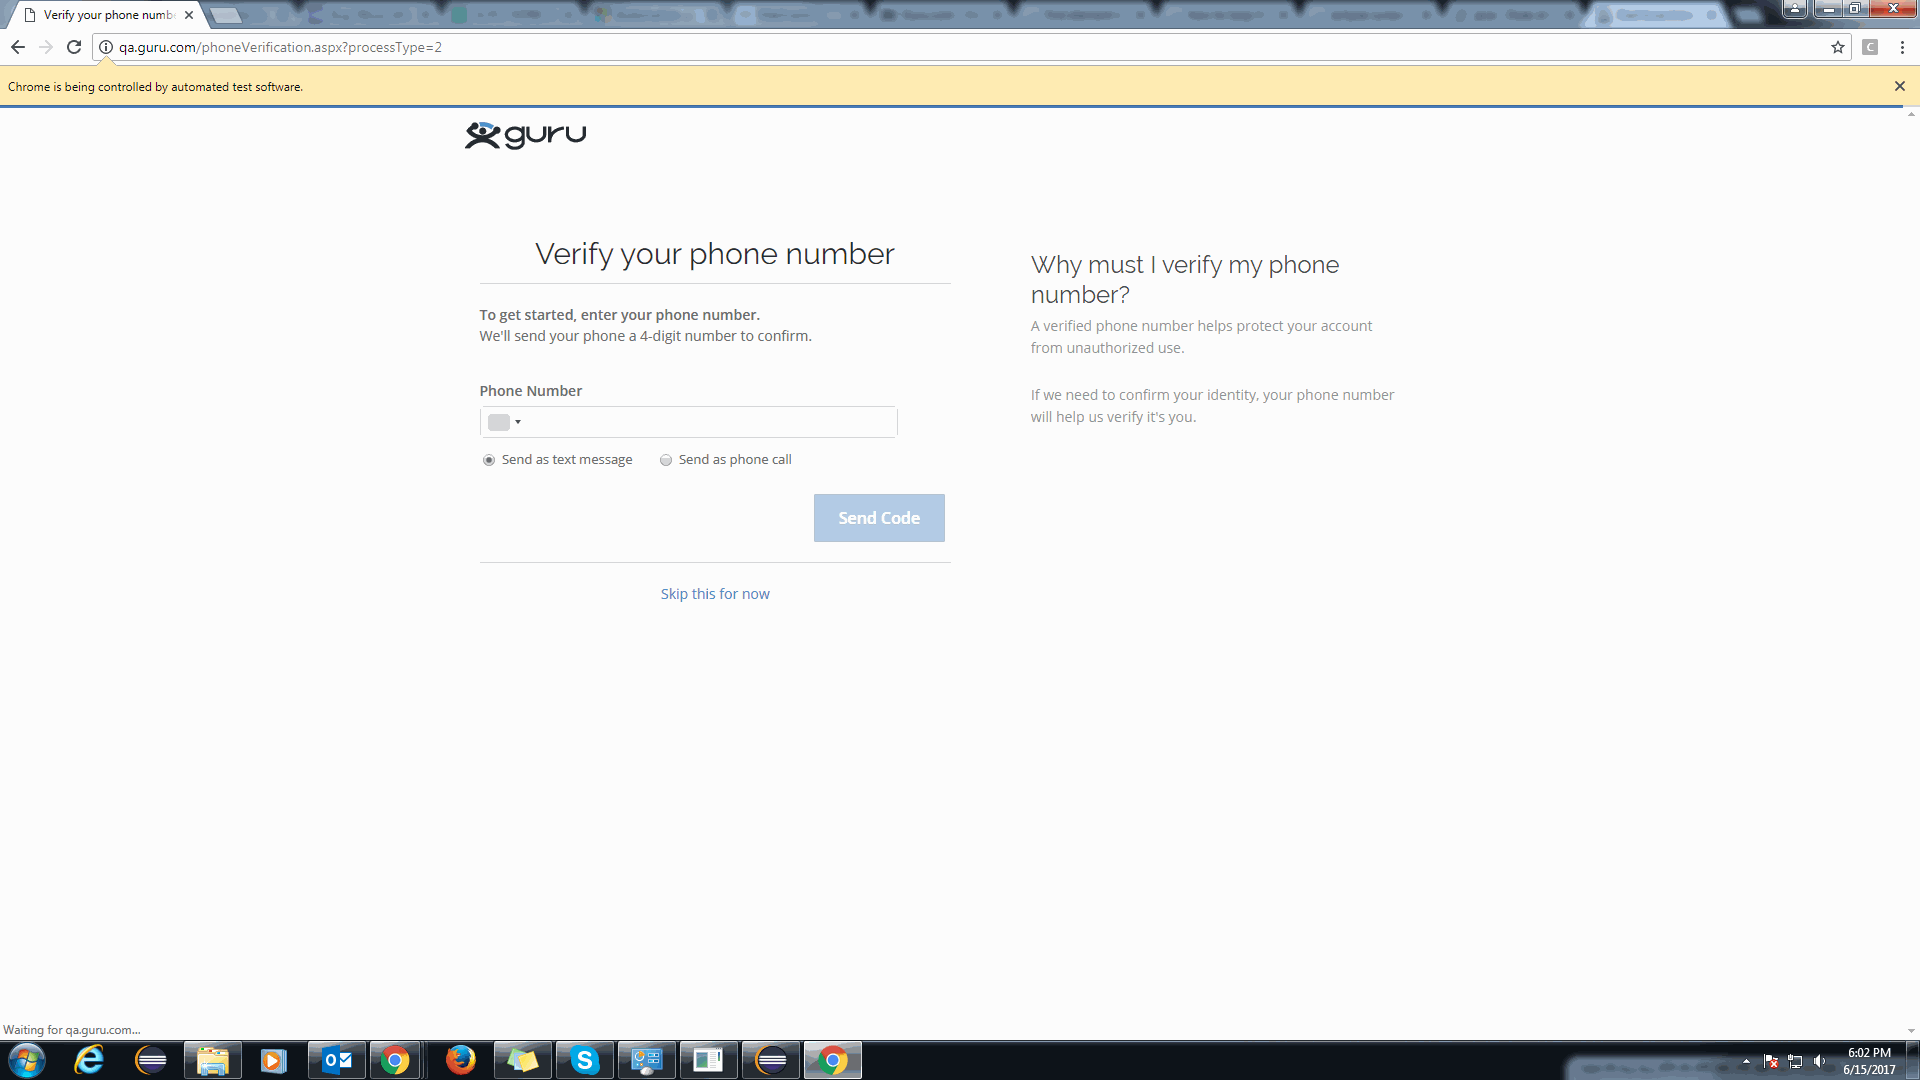 Verify your phone numbe
qa.guru.com/phoneVerification.aspx?processType=2
C
Chrome is being controlled by automated test software.
guru
Verify your phone number
To get started, enter your phone number.
We'll send your phone a 4-digit number to confirm.
Phone Number
Send as text message
Send as phone call
Send Code
Skip this for now
Why must I verify my phone
number?
A verified phone number helps protect your account
from unauthorized use.
If we need to confirm your identity, your phone number
will help us verify it's you.
Waiting for qa.guru.com...
6:02 PM
6/15/2017